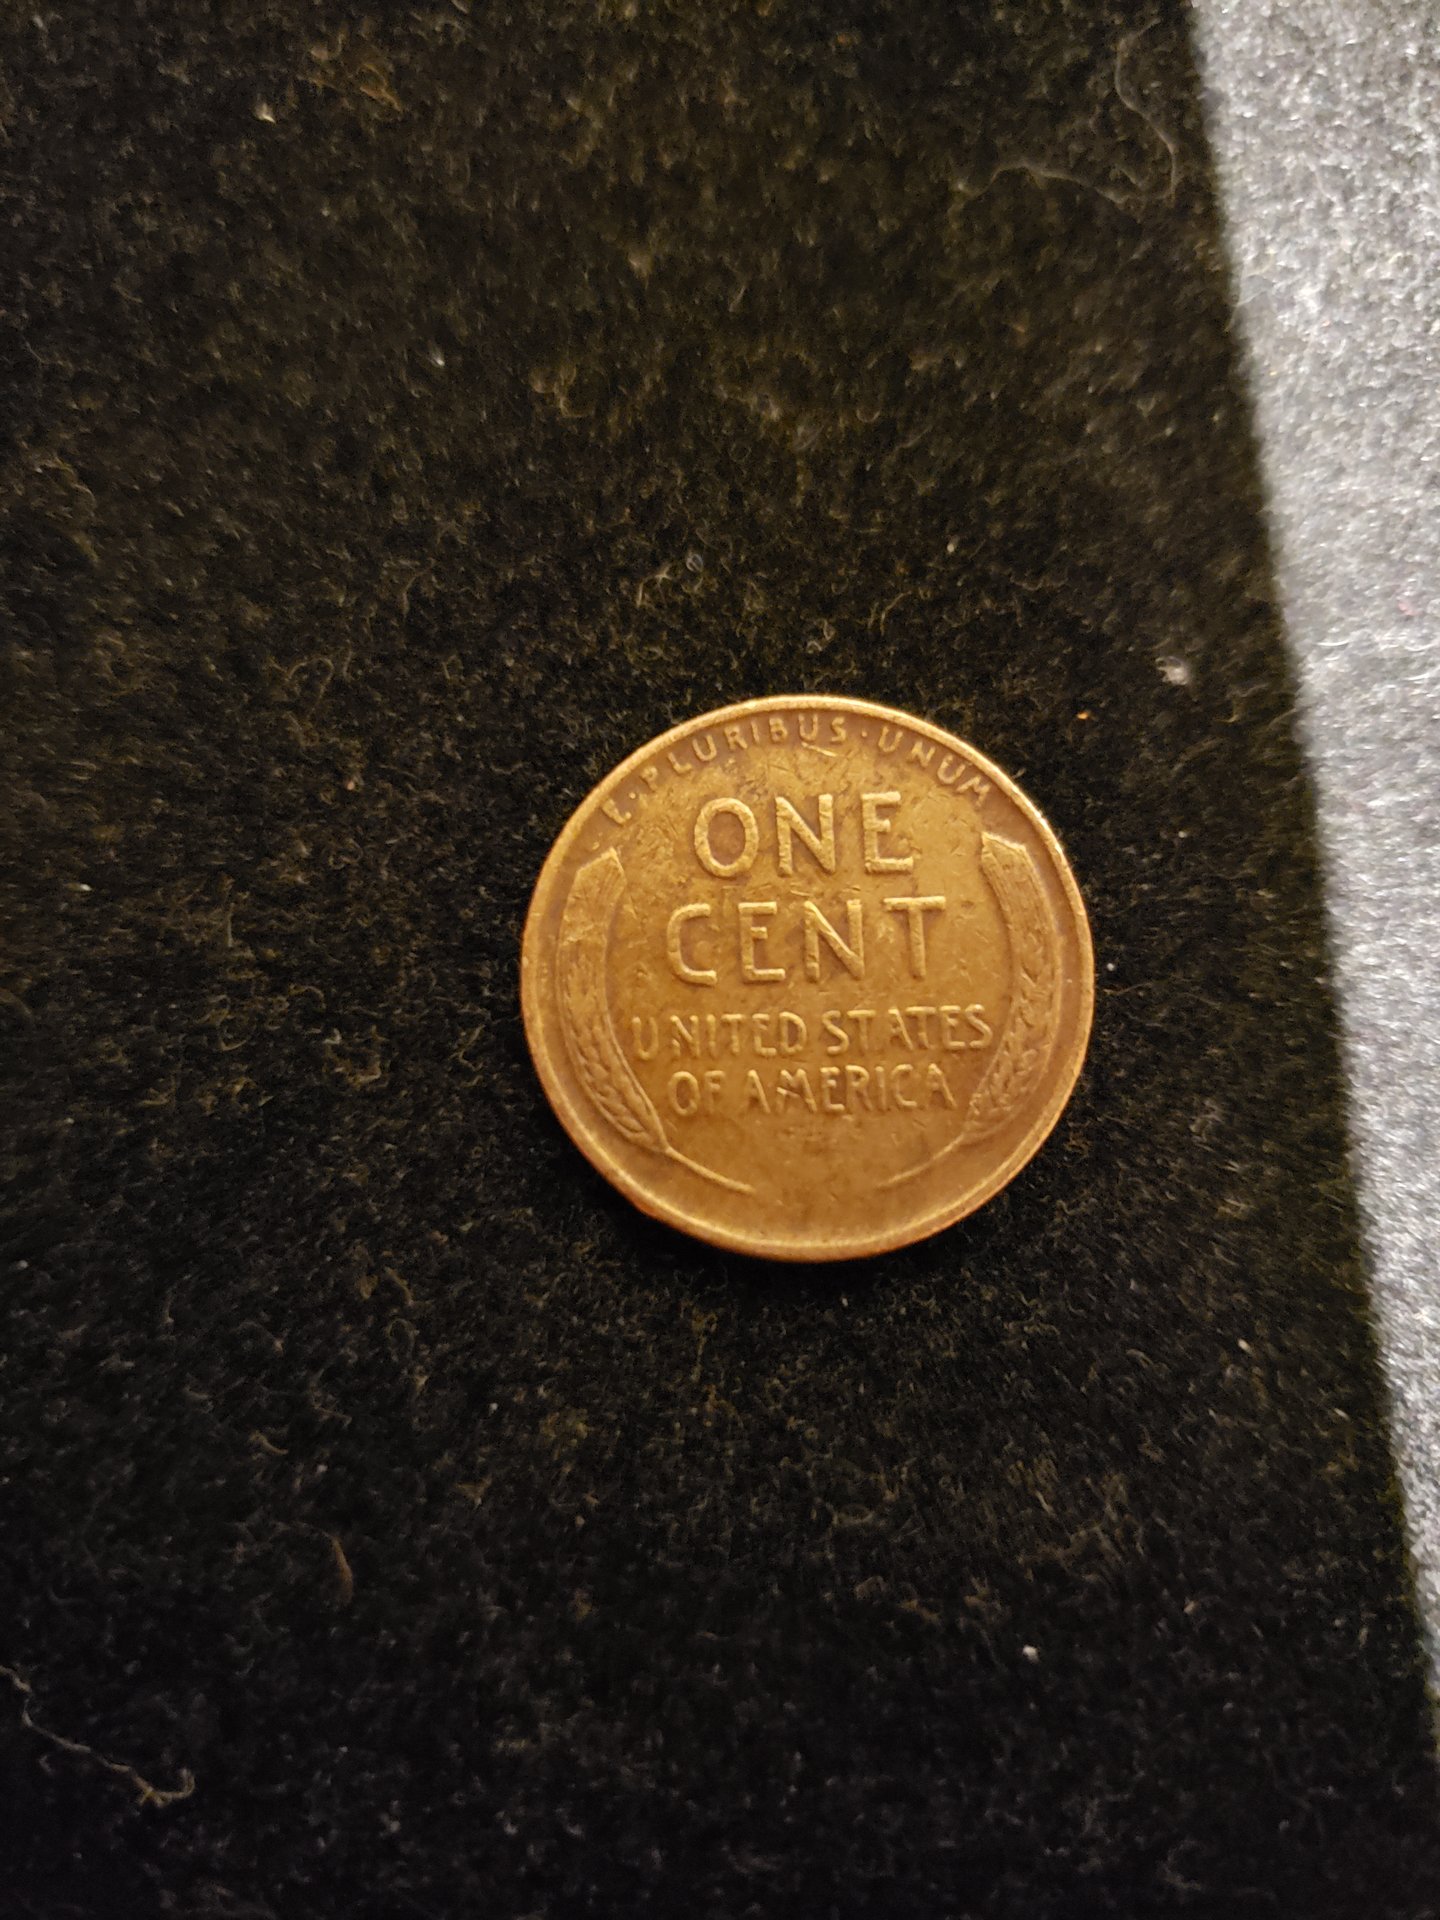 E·PLURIBUS·UNUM
ONE
CENT
UNITED STATES
OF AMERICA